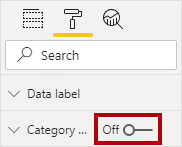 Search
Data label
Category ... Off